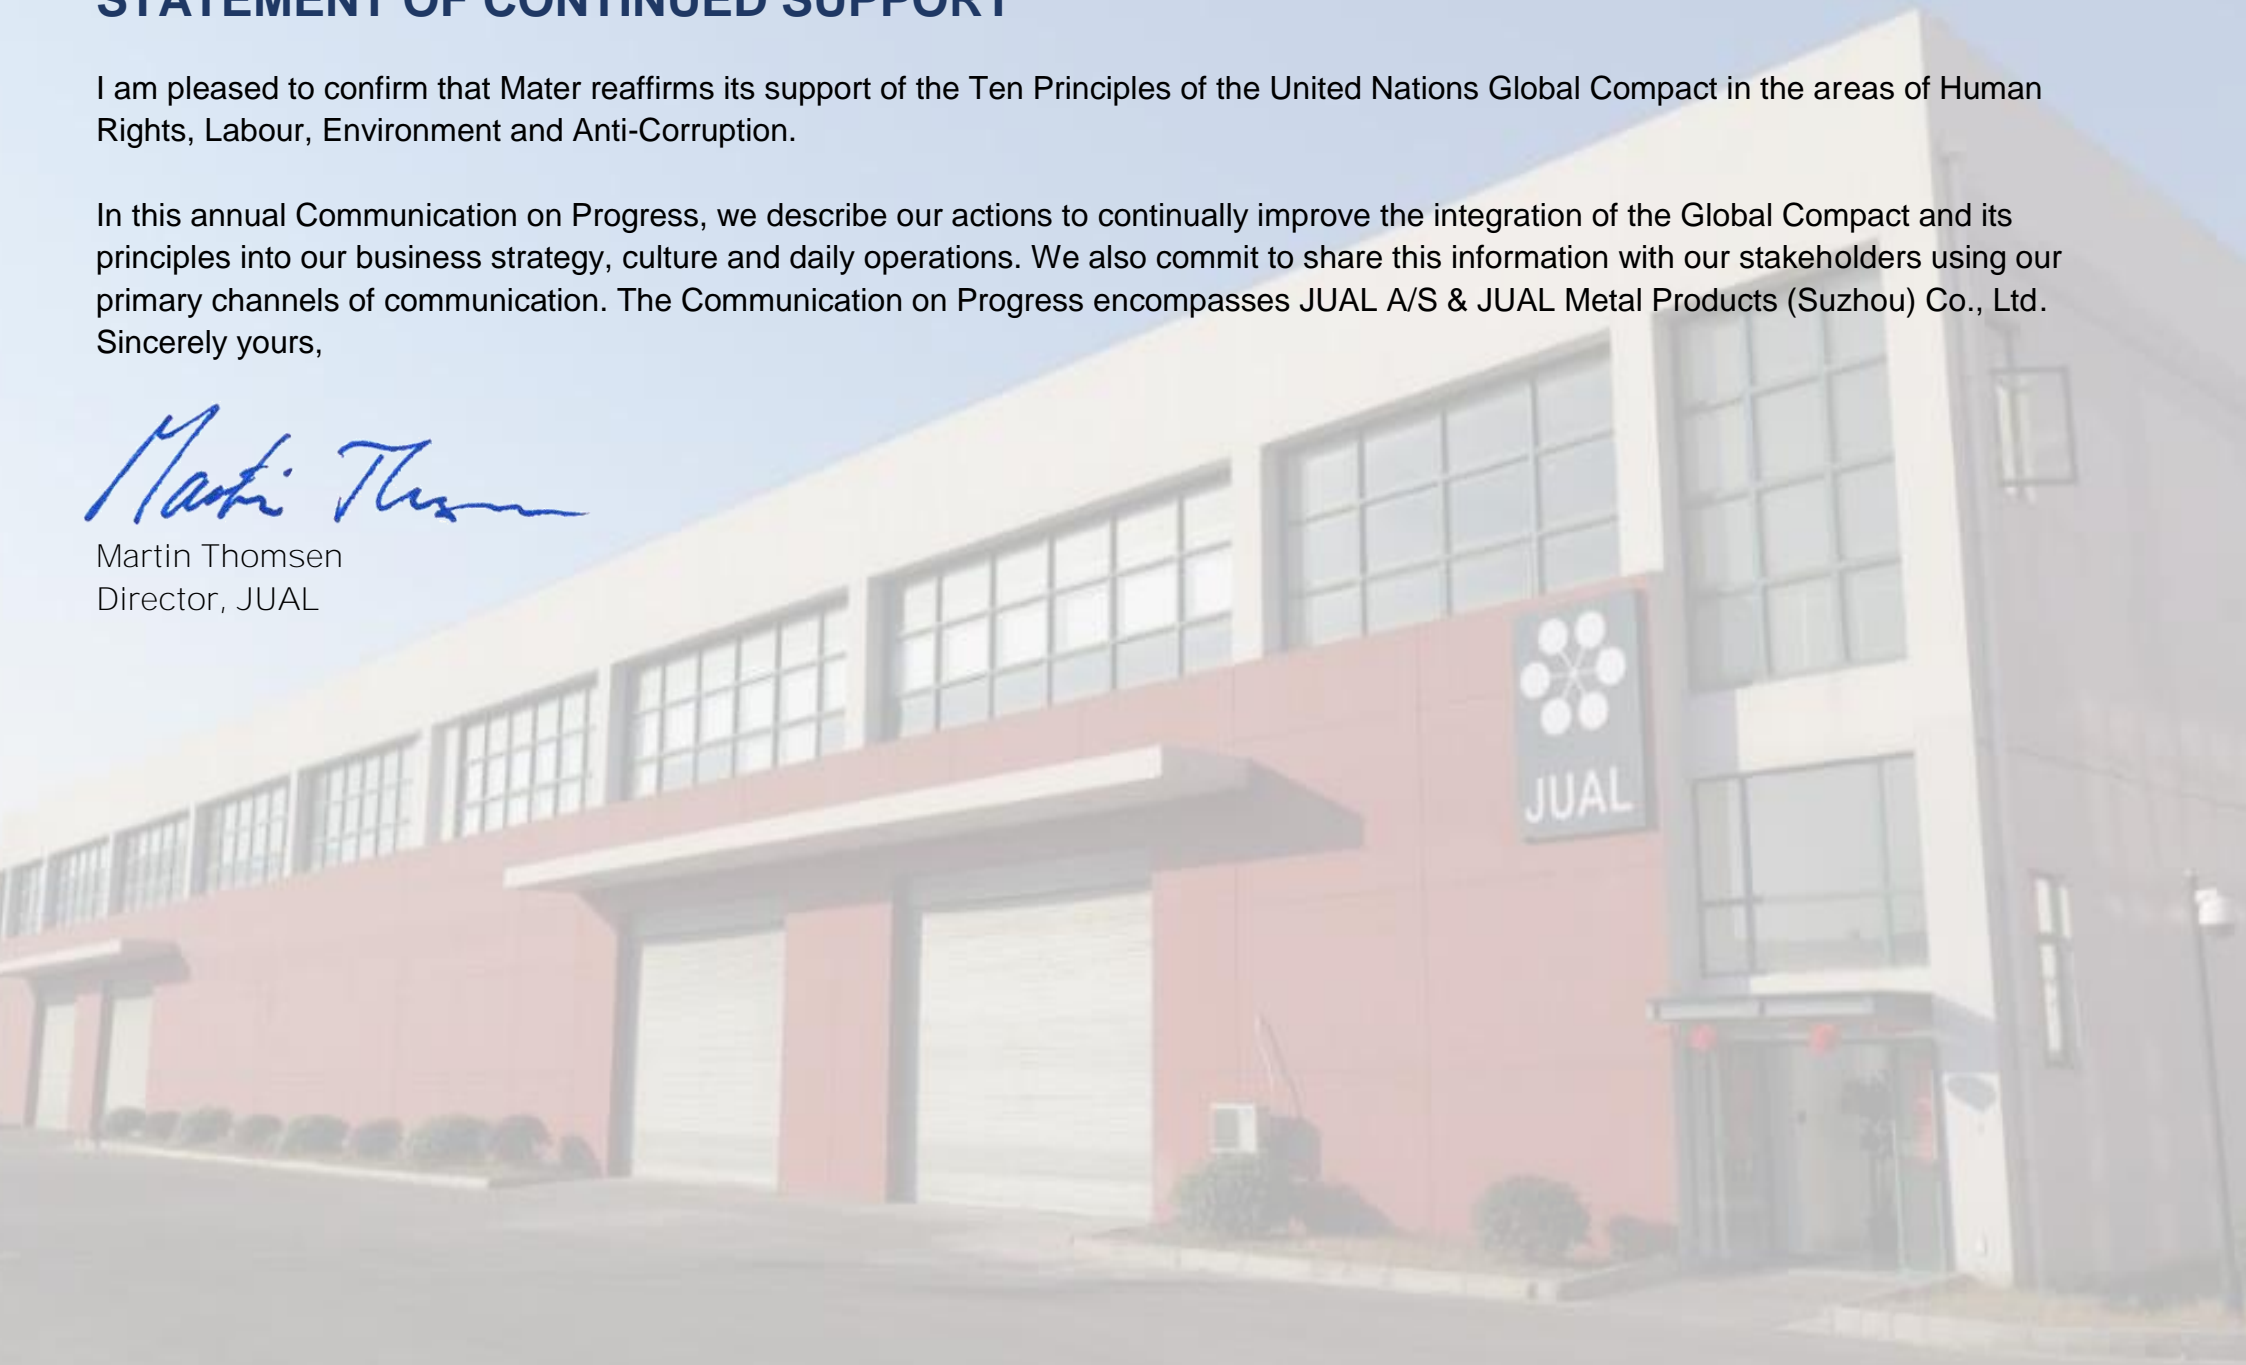 STATEMENT OF CONTINUED SUPPORT
I am pleased to confirm that Mater reaffirms its support of the Ten Principles of the United Nations Global Compact in the areas of Human
Rights, Labour, Environment and Anti-Corruption.
In this annual Communication on Progress, we describe our actions to continually improve the integration of the Global Compact and its
principles into our business strategy, culture and daily operations. We also commit to share this information with our stakeholders using our
primary channels of communication. The Communication on Progress encompasses JUAL A/S & JUAL Metal Products (Suzhou) Co., Ltd.
Sincerely yours,
Martin Thomsen
Director, JUAL
JUAL